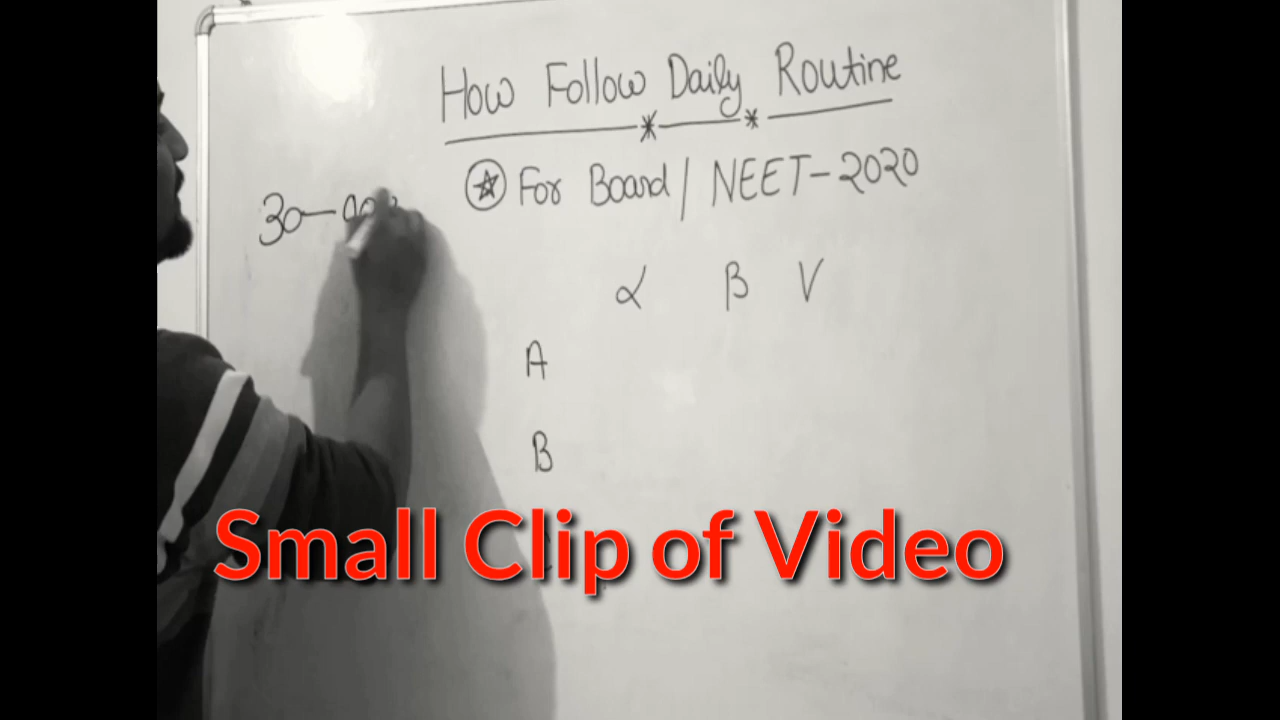 How Follow Daily Routine
For Board / NEET-2020
30-
α β V
A
B
Small Clip of Video